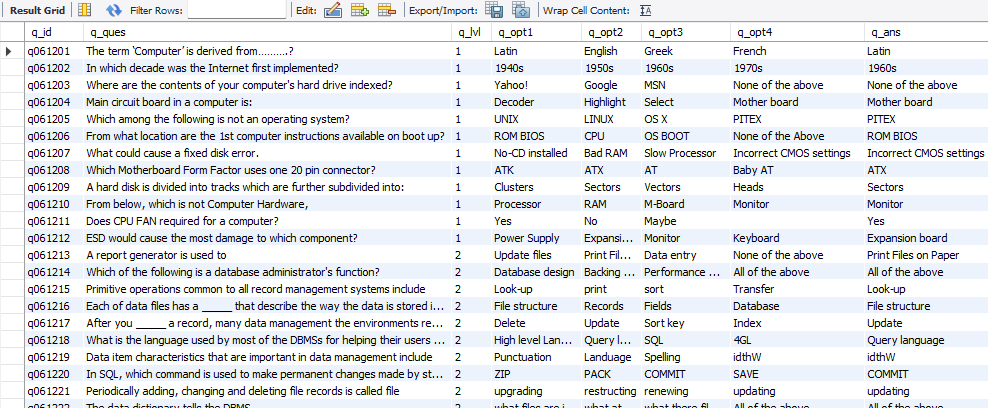 Result Grid Filter Rows: Edit: Export/Import: Wrap Cell Content:
q_id q_ques q_lvl q_opt1 q_opt2 q_opt3 q_opt4 q_ans
q061201 The term ‘Computer’ is derived from..........? 1 Latin English Greek French Latin
q061202 In which decade was the Internet first implemented? 1 1940s 1950s 1960s 1970s 1960s
q061203 Where are the contents of your computer's hard drive indexed? 1 Yahoo! Google MSN None of the above None of the above
q061204 Main circuit board in a computer is: 1 Decoder Highlight Select Mother board Mother board
q061205 Which among the following is not an operating system? 1 UNIX LINUX OS X PITEX PITEX
q061206 From what location are the 1st computer instructions available on boot up? 1 ROM BIOS CPU OS BOOT None of the Above ROM BIOS
q061207 What could cause a fixed disk error. 1 No-CD installed Bad RAM Slow Processor Incorrect CMOS settings Incorrect CMOS settings
q061208 Which Motherboard Form Factor uses one 20 pin connector? 1 ATK ATX AT Baby AT ATX
q061209 A hard disk is divided into tracks which are further subdivided into: 1 Clusters Sectors Vectors Heads Sectors
q061210 From below, which is not Computer Hardware, 1 Processor RAM M-Board Monitor Monitor
q061211 Does CPU FAN required for a computer? 1 Yes No Maybe Yes
q061212 ESD would cause the most damage to which component? 1 Power Supply Expansi... Monitor Keyboard Expansion board
q061213 A report generator is used to 2 Update files Print Fil... Data entry None of the above Print Files on Paper
q061214 Which of the following is a database administrator's function? 2 Database design Backing ... Performance ... All of the above All of the above
q061215 Primitive operations common to all record management systems include 2 Look-up print sort Transfer Look-up
q061216 Each of data files has a ______ that describe the way the data is stored i... 2 File structure Records Fields Database File structure
q061217 After you ______ a record, many data management the environments re... 2 Delete Update Sort key Index Update
q061218 What is the language used by most of the DBMSs for helping their users ... 2 High level Lan... Query l... SQL 4GL Query language
q061219 Data item characteristics that are important in data management include 2 Punctuation Language Spelling idthW idthW
q061220 In SQL, which command is used to make permanent changes made by st... 2 ZIP PACK COMMIT SAVE COMMIT
q061221 Periodically adding, changing and deleting file records is called file 2 upgrading restructing renewing updating updating
q061222 The data dictionary tells the DBMS 2 what files are i... what at... what there fil... All of the above All of the above